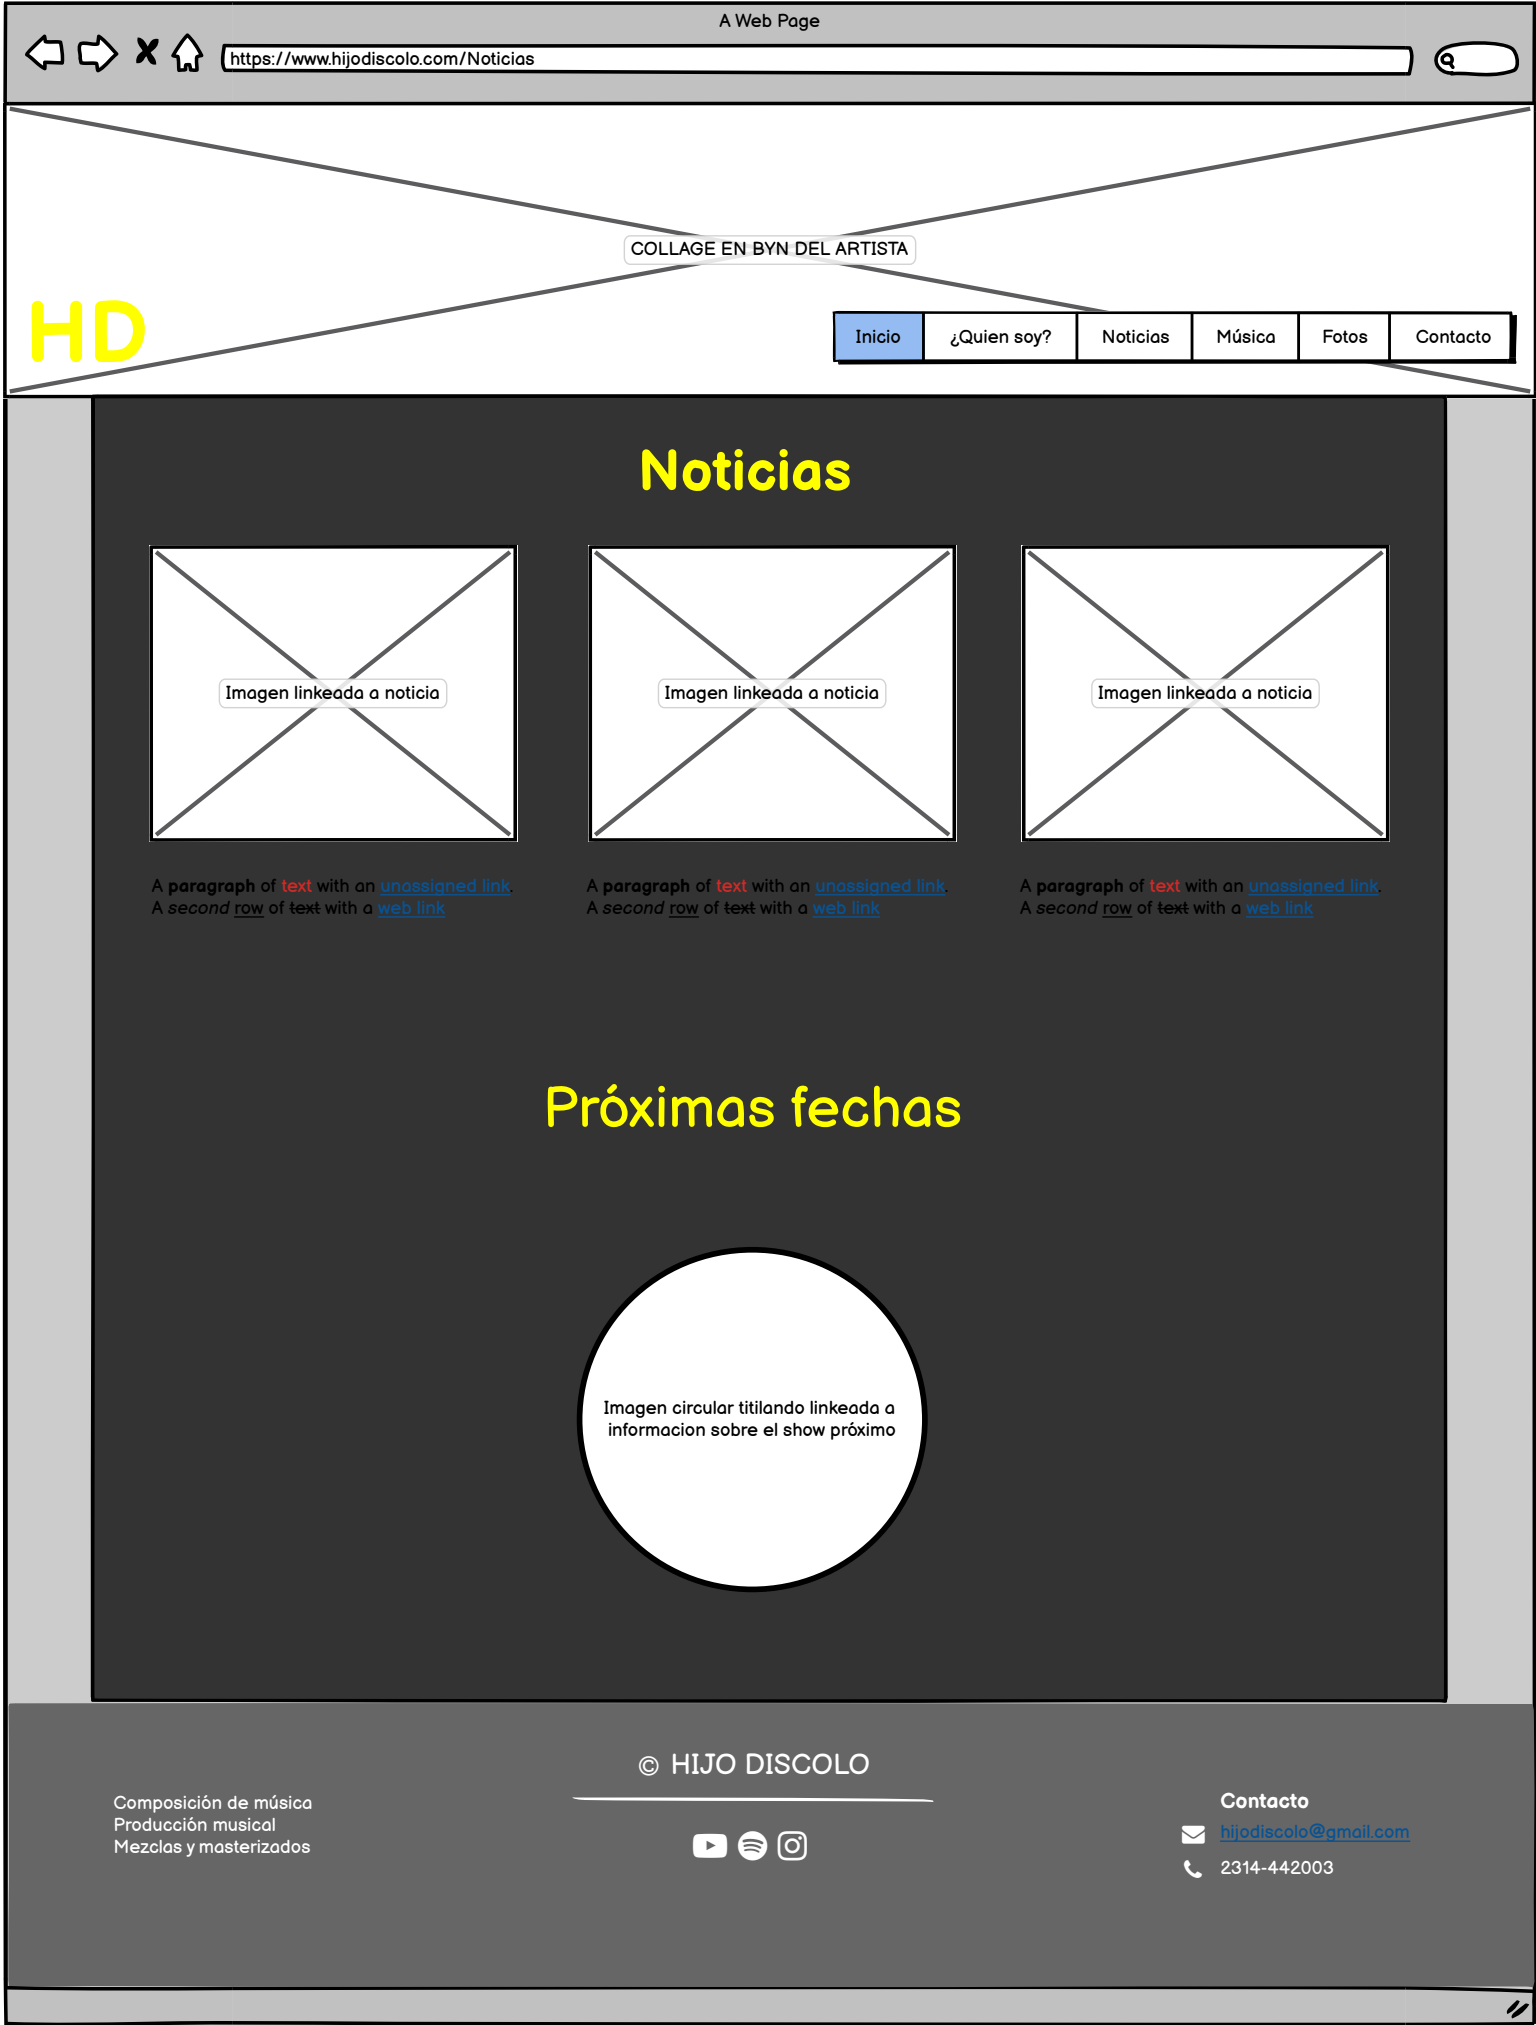 A Web Page
https://www.hijodiscolo.com/Noticias
COLLAGE EN BYN DEL ARTISTA
HD
Inicio ¿Quien soy? Noticias Música Fotos Contacto
Noticias
Imagen linkeada a noticia
Imagen linkeada a noticia
Imagen linkeada a noticia
A paragraph of text with an unassigned link.
A second row of text with a web link
A paragraph of text with an unassigned link.
A second row of text with a web link
A paragraph of text with an unassigned link.
A second row of text with a web link
Próximas fechas
Imagen circular titilando linkeada a
informacion sobre el show próximo
Composición de música
Producción musical
Mezclas y masterizados
© HIJO DISCOLO
Contacto
hijodiscolo@gmail.com
2314-442003